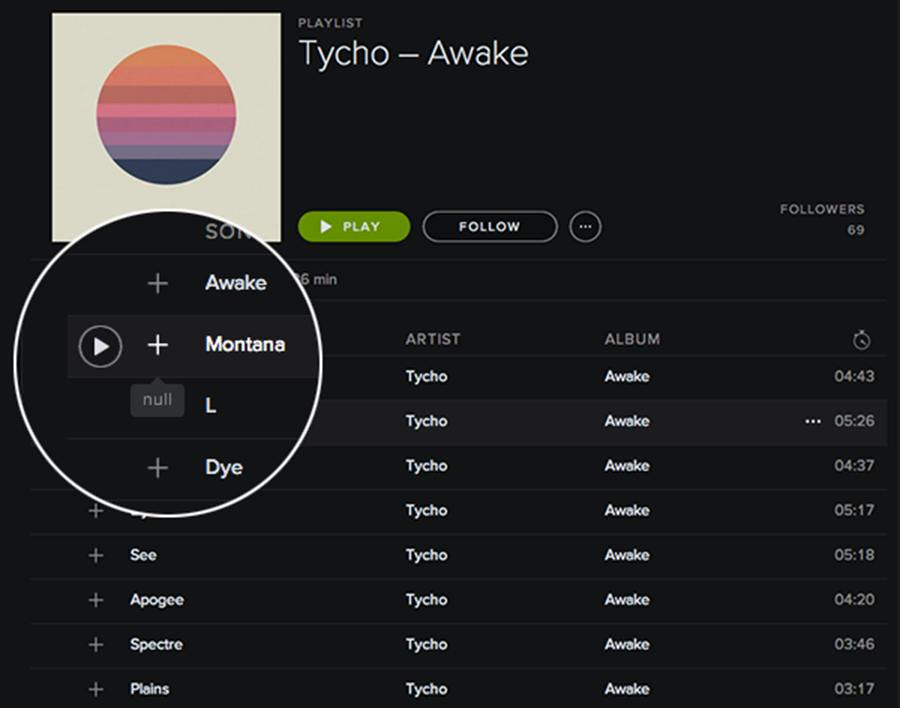 PLAYLIST
Tycho – Awake
PLAY FOLLOW ...
FOLLOWERS
69
min
SON
ARTIST ALBUM
Awake Tycho Awake 04:43
Montana Tycho Awake ... 05:26
null
L Tycho Awake 04:37
Dye Tycho Awake 05:17
See Tycho Awake 05:18
Apogee Tycho Awake 04:20
Spectre Tycho Awake 03:46
Plains Tycho Awake 03:17